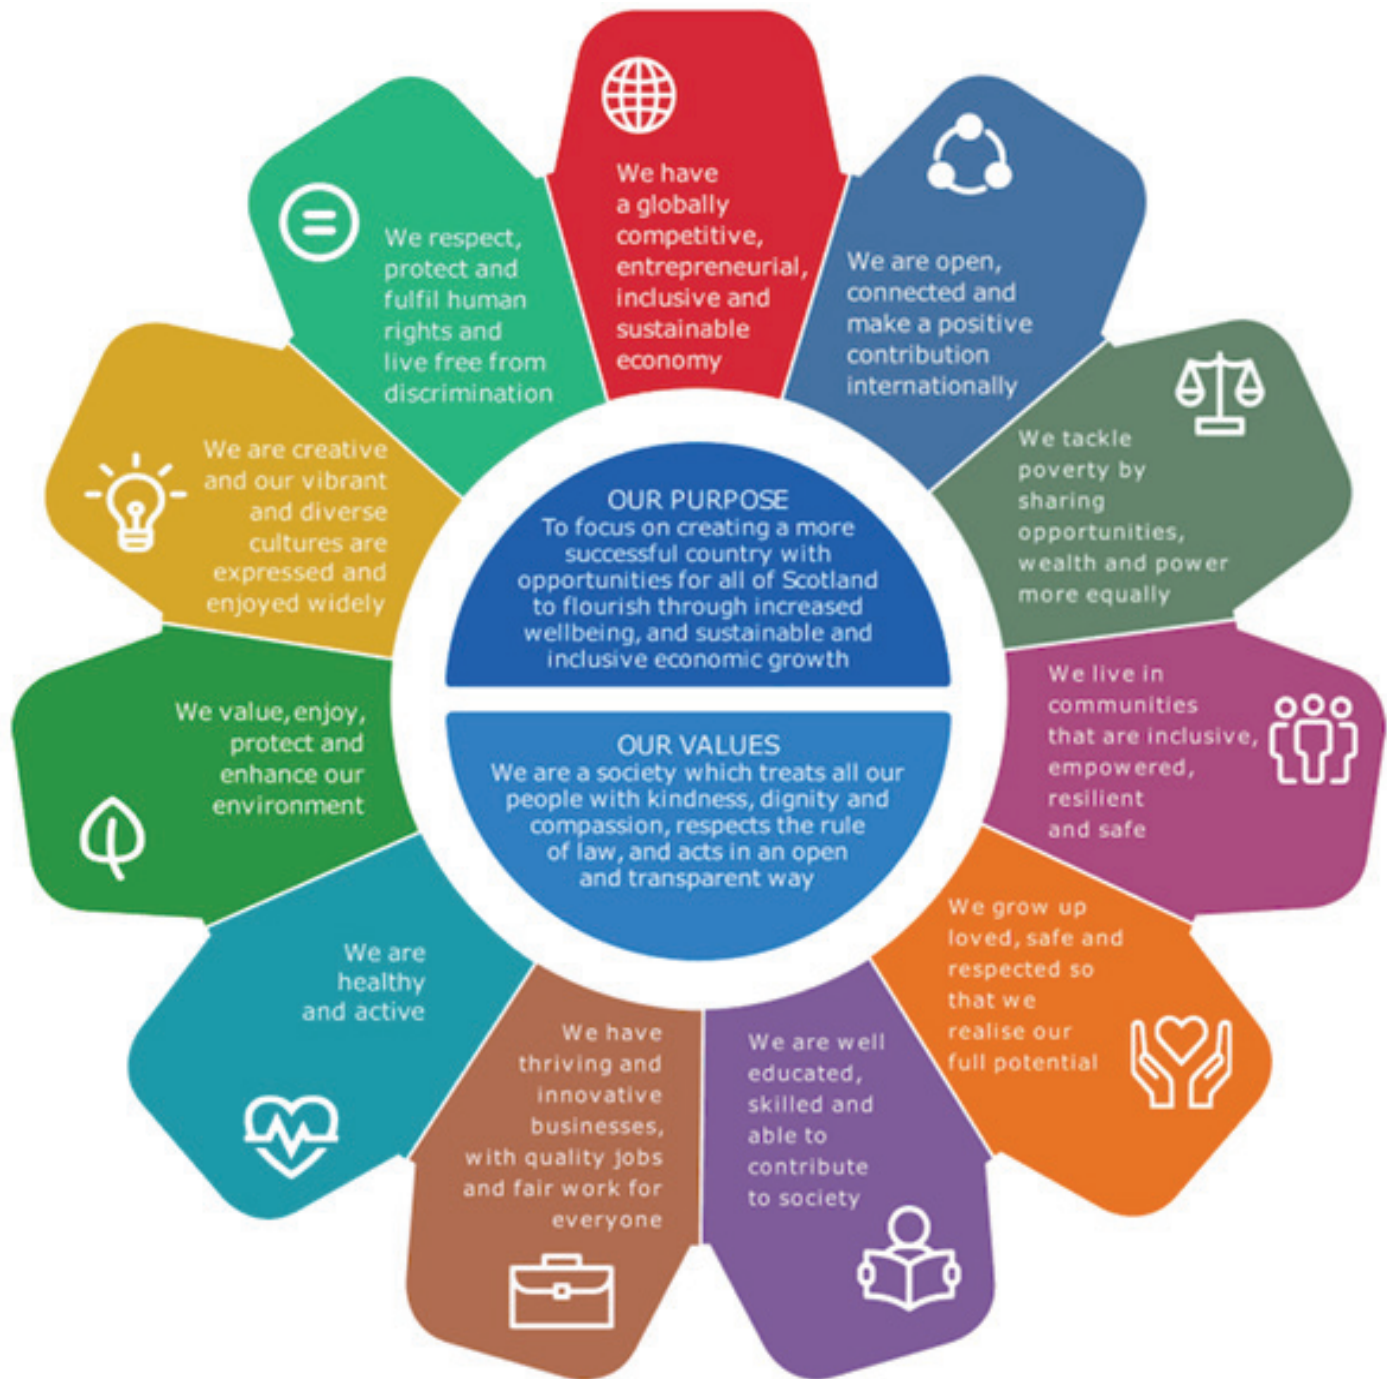 We have
a globally
competitive,
entrepreneurial,
inclusive and
sustainable
economy
We are open,
connected and
make a positive
contribution
internationally
We tackle
poverty by
sharing
opportunities,
wealth and power
more equally
We live in
communities
that are inclusive,
empowered,
resilient
and safe
We grow up
loved, safe and
respected so
that we
realise our
full potential
We are well
educated,
skilled and
able to
contribute
to society
We have
thriving and
innovative
businesses,
with quality jobs
and fair work for
everyone
We are
healthy
and active
We value, enjoy,
protect and
enhance our
environment
We are creative
and our vibrant
and diverse
cultures are
expressed and
enjoyed widely
We respect,
protect and
fulfil human
rights and
live free from
discrimination
OUR PURPOSE
To focus on creating a more
successful country with
opportunities for all of Scotland
to flourish through increased
wellbeing, and sustainable and
inclusive economic growth
OUR VALUES
We are a society which treats all our
people with kindness, dignity and
compassion, respects the rule
of law, and acts in an open
and transparent way